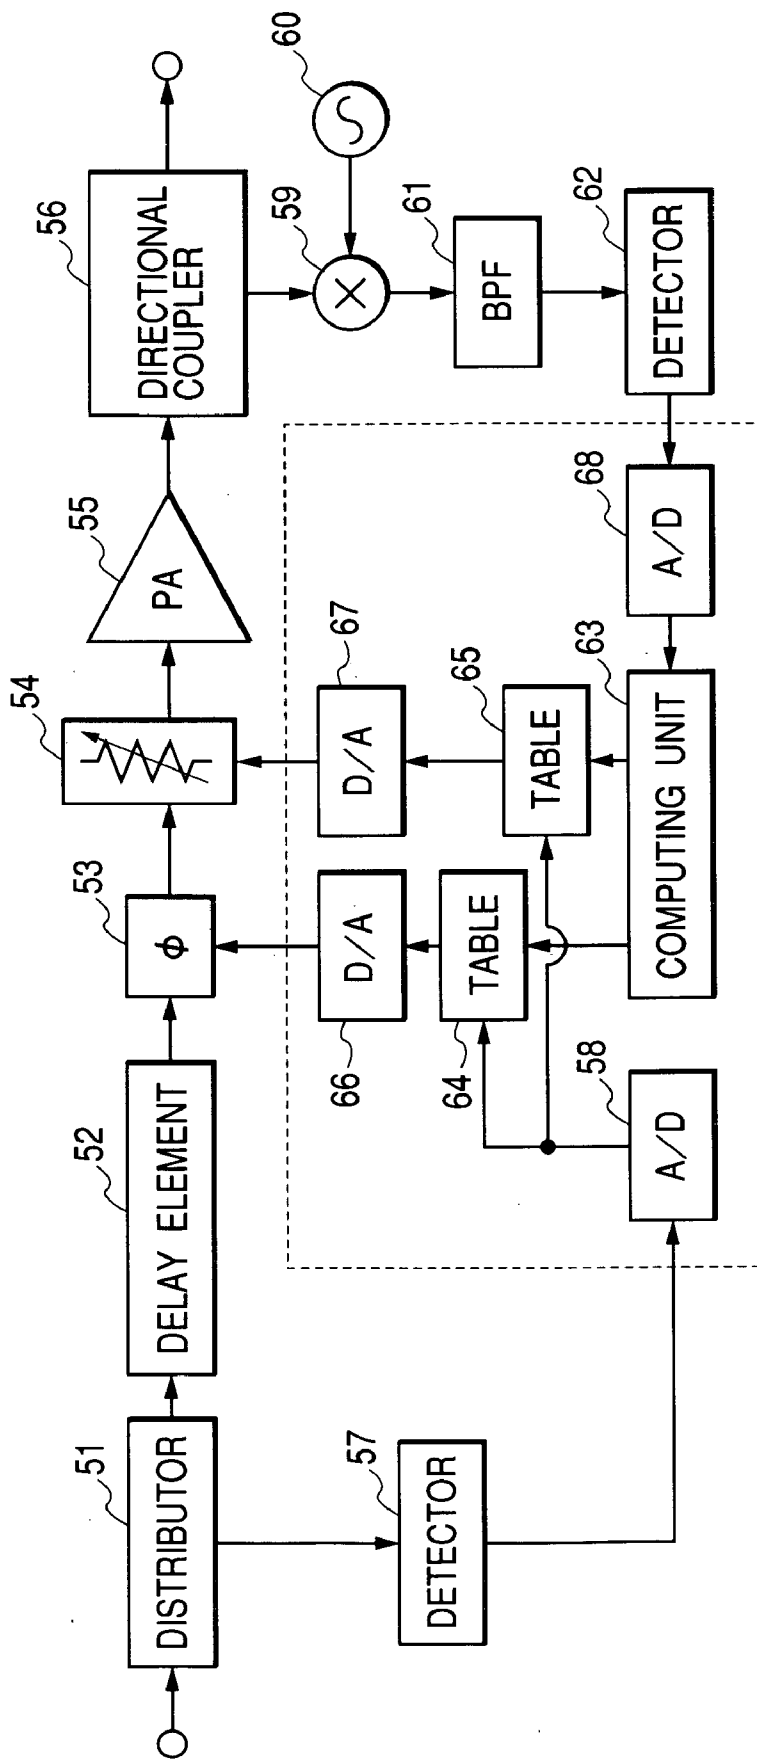 51
DISTRIBUTOR
52
DELAY ELEMENT
53
ϕ
54
55
PA
56
DIRECTIONAL
COUPLER
57
DETECTOR
58
A/D
59
×
60
61
BPF
62
DETECTOR
63
COMPUTING UNIT
64
TABLE
65
TABLE
66
D/A
67
D/A
68
A/D